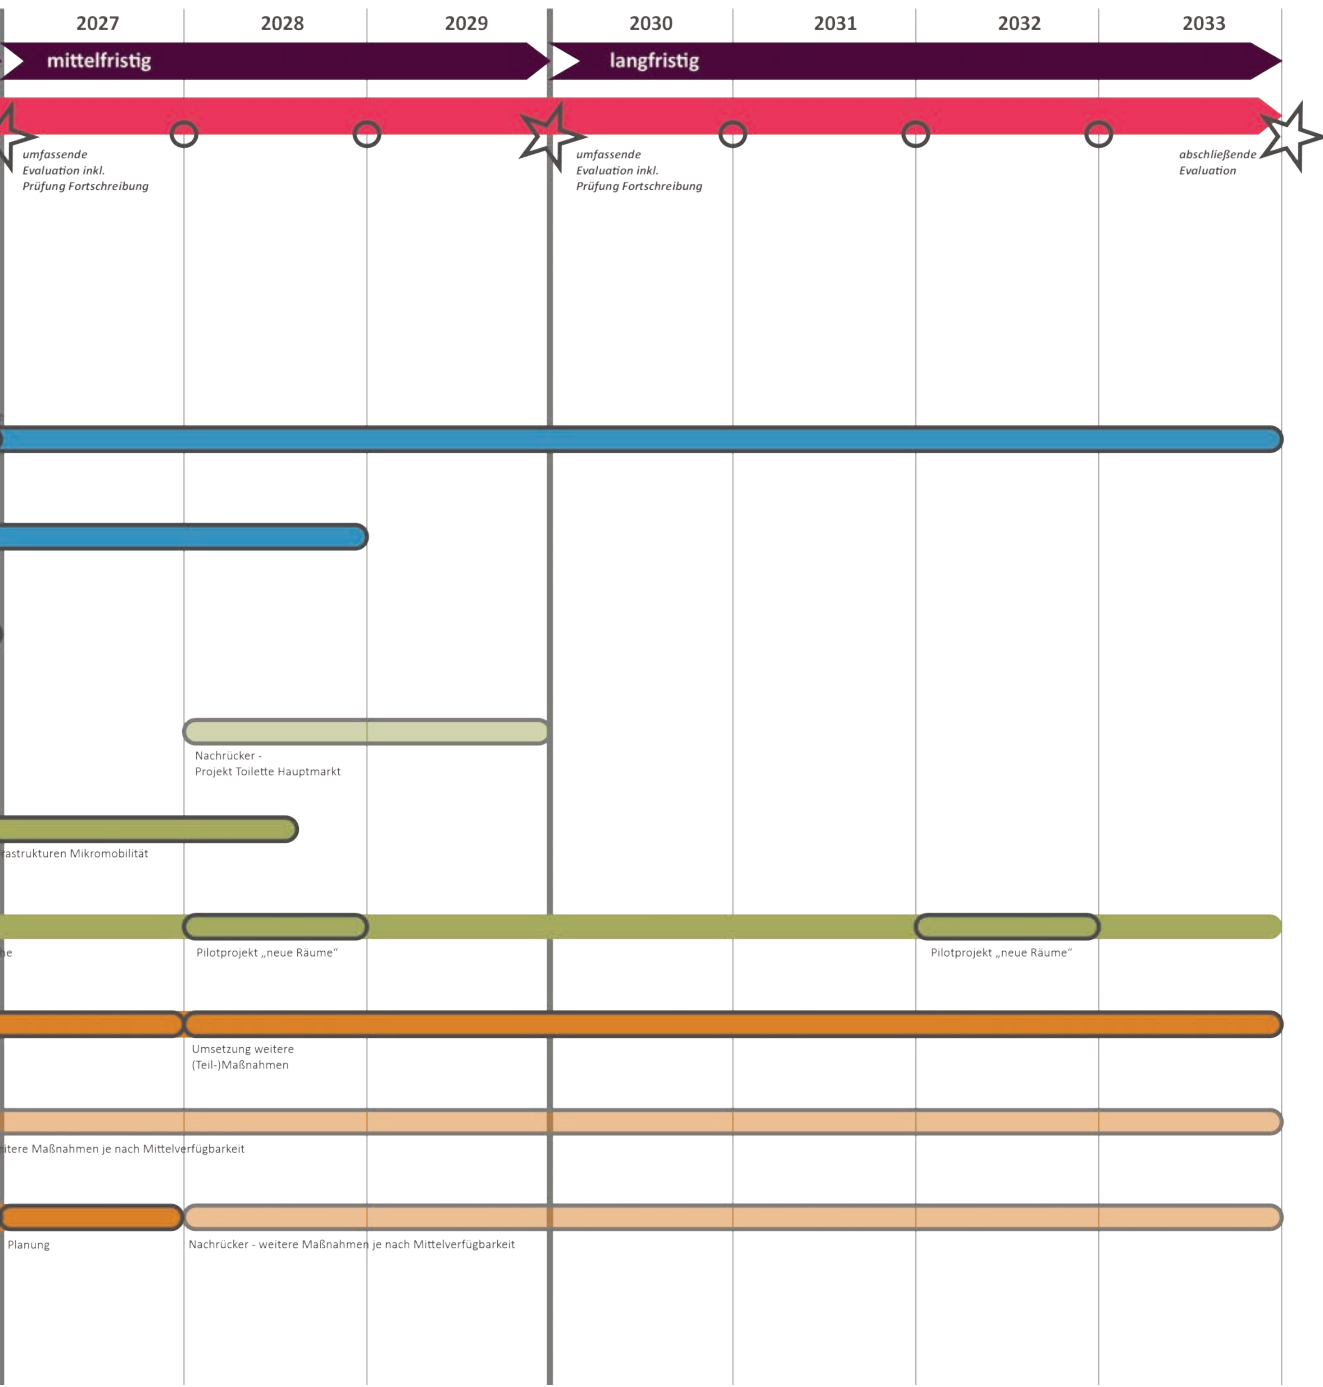 2027 2028 2029 2030 2031 2032 2033
mittelfristig langfristig
umfassende
Evaluation inkl.
Prüfung Fortschreibung
umfassende
Evaluation inkl.
Prüfung Fortschreibung
abschließende
Evaluation
Nachrücker -
Projekt Toilette Hauptmarkt
rastrukturen Mikromobilität
he
Pilotprojekt „neue Räume“
Pilotprojekt „neue Räume“
Umsetzung weitere
(Teil-)Maßnahmen
itere Maßnahmen je nach Mittelverfügbarkeit
Planung
Nachrücker - weitere Maßnahmen je nach Mittelverfügbarkeit